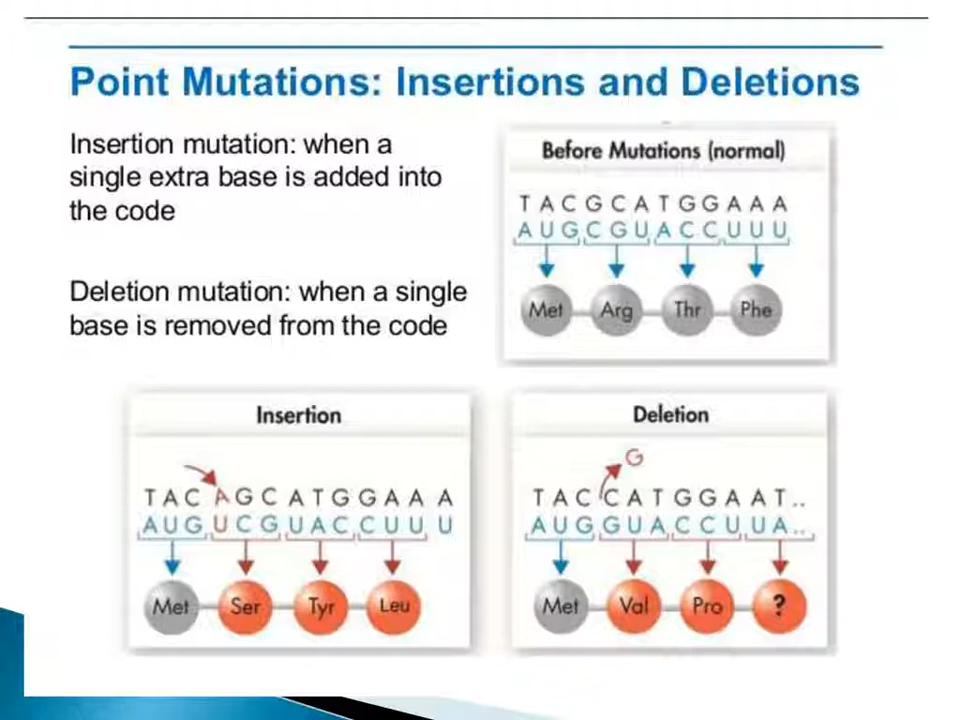 Point Mutations: Insertions and Deletions
Insertion mutation: when a
single extra base is added into
the code
Deletion mutation: when a single
base is removed from the code
Before Mutations (normal)
T A C G C A T G G A A A
A U G C G U A C C U U U
Met Arg Thr Phe
Insertion
T A C A G C A T G G A A A
A U G U C G U A C C U U U
Met Ser Tyr Leu
Deletion
G
T A C C A T G G A A T . .
A U G G U A C C U U A . .
Met Val Pro ?